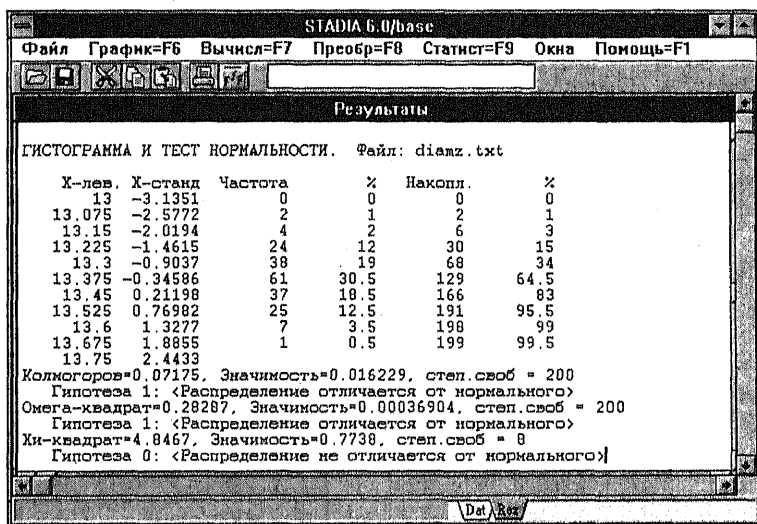 STADIA 6.0/base
Файл График=F6 Вычисл=F7 Преобр=F8 Статист=F9 Окна Помощь=F1
Результаты
ГИСТОГРАММА И ТЕСТ НОРМАЛЬНОСТИ. Файл: diamz.txt
X-лев. X-станд Частота % Накопл. %
13 -3.1351 0 0 0 0
13.075 -2.5772 2 1 2 1
13.15 -2.0194 4 2 6 3
13.225 -1.4615 24 12 30 15
13.3 -0.9037 38 19 68 34
13.375 -0.34586 61 30.5 129 64.5
13.45 0.21198 37 18.5 166 83
13.525 0.76982 25 12.5 191 95.5
13.6 1.3277 7 3.5 198 99
13.675 1.8855 1 0.5 199 99.5
13.75 2.4433
Колмогоров=0.07175, Значимость=0.016229, степ.своб = 200
Гипотеза 1: <Распределение отличается от нормального>
Омега-квадрат=0.28287, Значимость=0.00036904, степ.своб = 200
Гипотеза 1: <Распределение отличается от нормального>
Хи-квадрат=4.8467, Значимость=0.7738, степ.своб = 8
Гипотеза 0: <Распределение не отличается от нормального>
Dat Rez